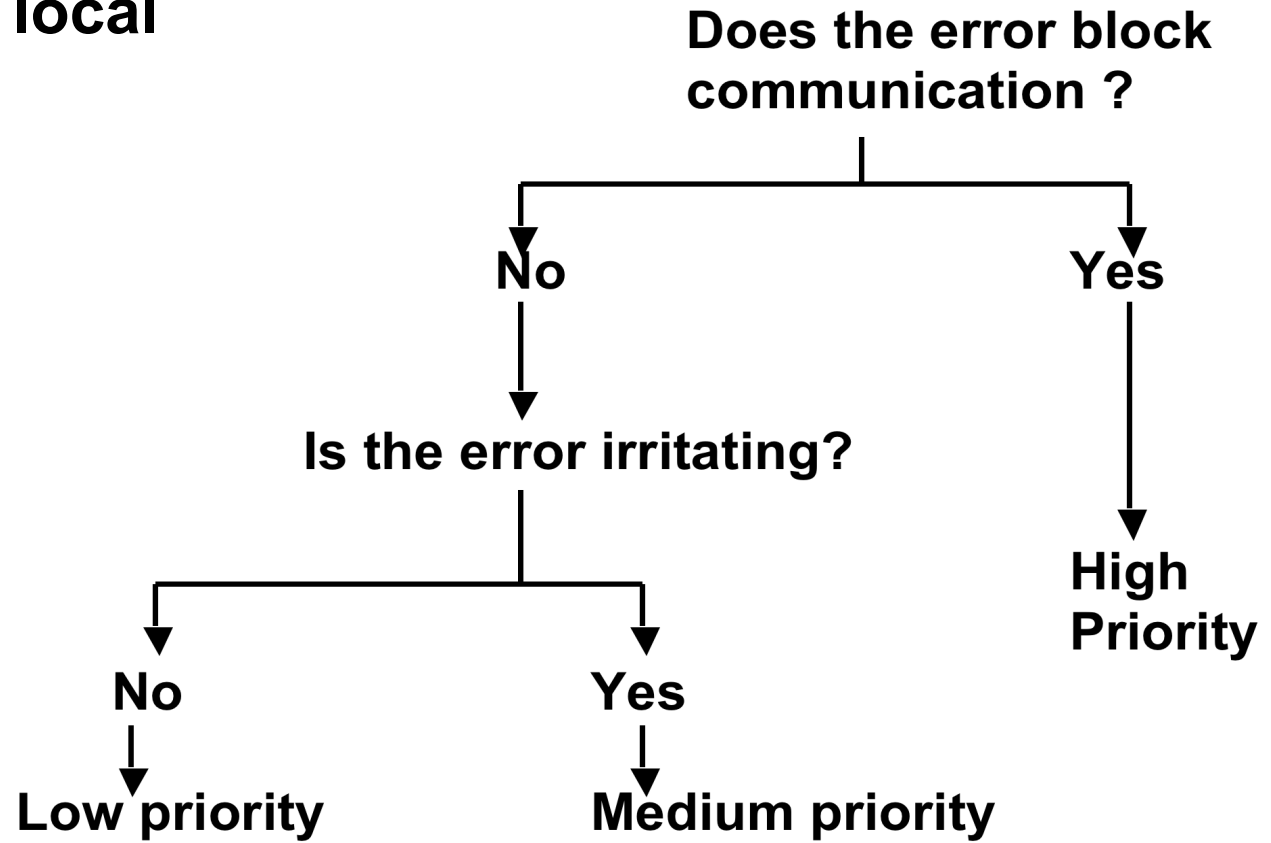 local
Does the error block
communication ?
No
Yes
Is the error irritating?
High
Priority
No
Yes
Low priority
Medium priority